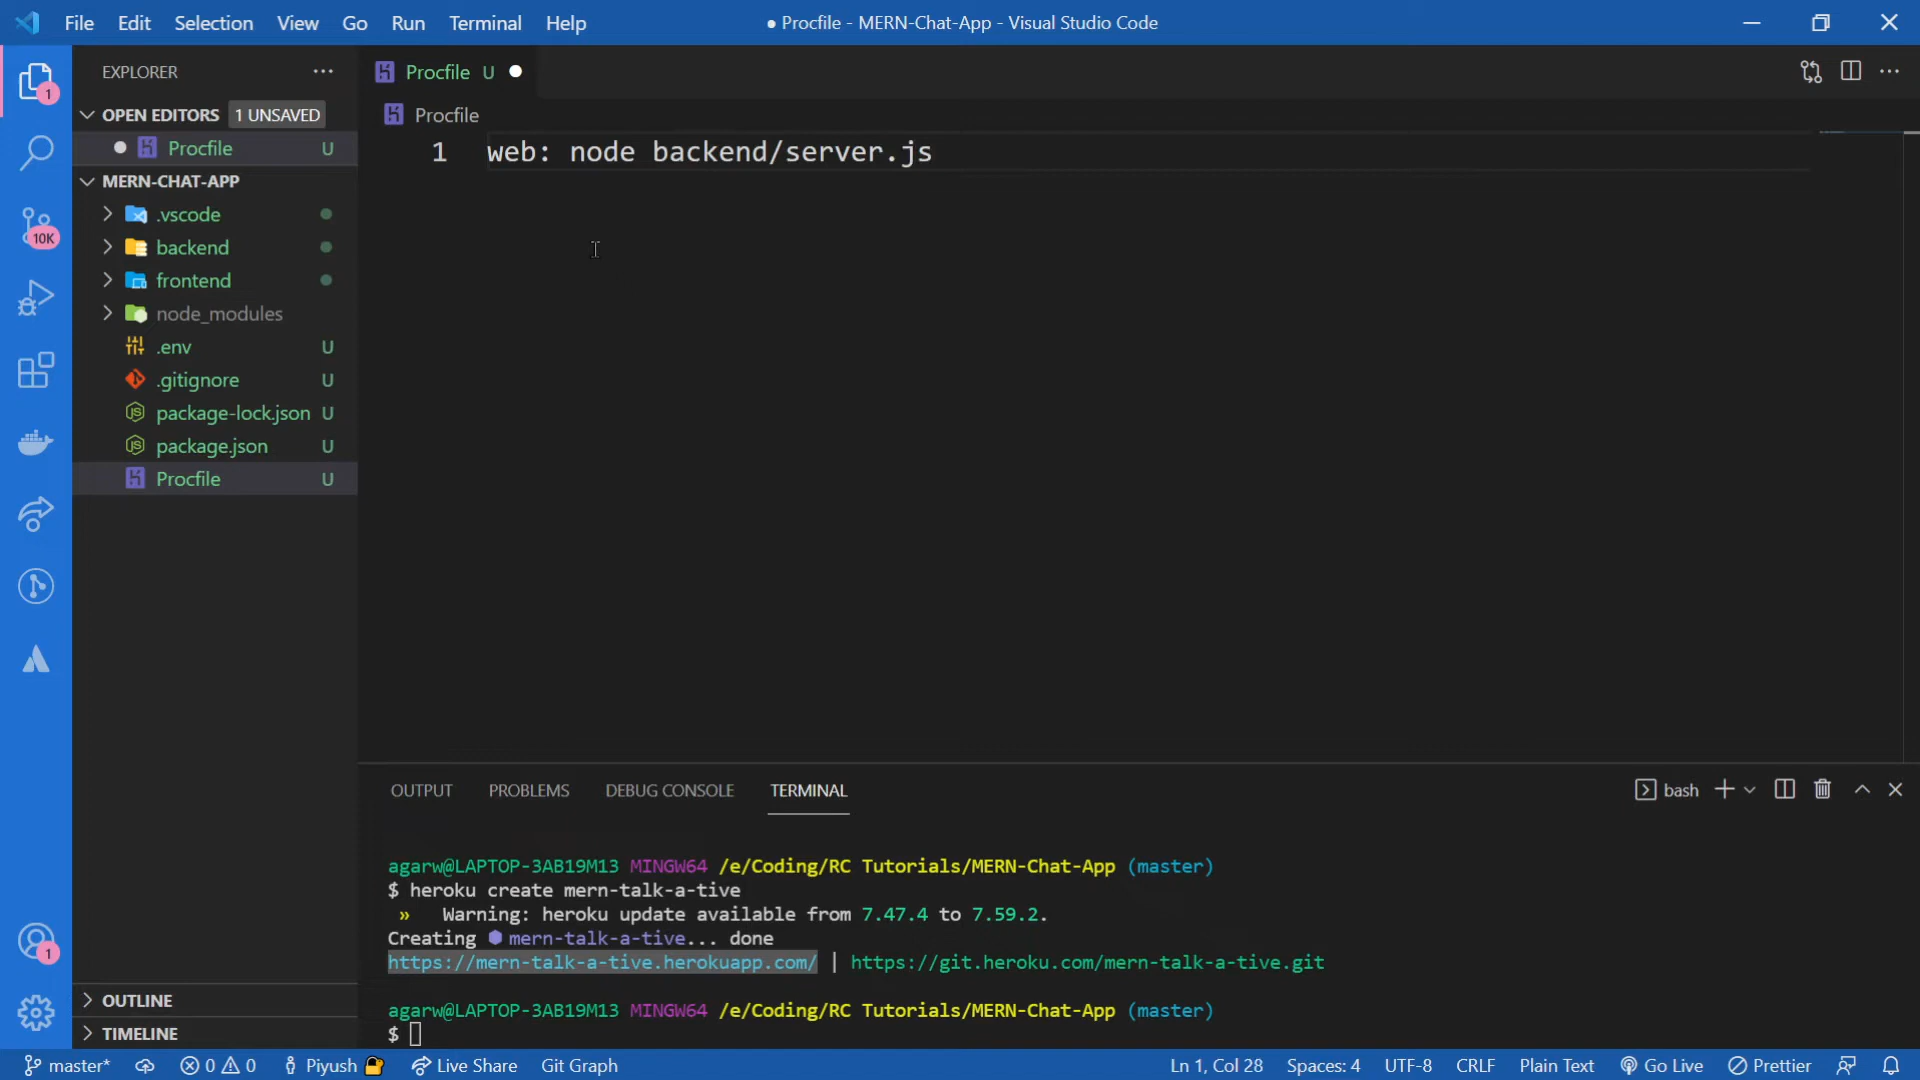 File Edit Selection View Go Run Terminal Help
● Procfile - MERN-Chat-App - Visual Studio Code
EXPLORER
Procfile U
OPEN EDITORS 1 UNSAVED
Procfile
Procfile U
1 web: node backend/server.js
MERN-CHAT-APP
.vscode
backend
10K
frontend
node_modules
.env U
.gitignore U
package-lock.json U
package.json U
Procfile U
1
OUTPUT PROBLEMS DEBUG CONSOLE TERMINAL
bash
agarw@LAPTOP-3AB19M13 MINGW64 /e/Coding/RC Tutorials/MERN-Chat-App (master)
$ heroku create mern-talk-a-tive
» Warning: heroku update available from 7.47.4 to 7.59.2.
Creating ⬢ mern-talk-a-tive... done
https://mern-talk-a-tive.herokuapp.com/ | https://git.heroku.com/mern-talk-a-tive.git
agarw@LAPTOP-3AB19M13 MINGW64 /e/Coding/RC Tutorials/MERN-Chat-App (master)
$
1
OUTLINE
TIMELINE
master* 0 0 Piyush Live Share Git Graph Ln 1, Col 28 Spaces: 4 UTF-8 CRLF Plain Text Go Live Prettier